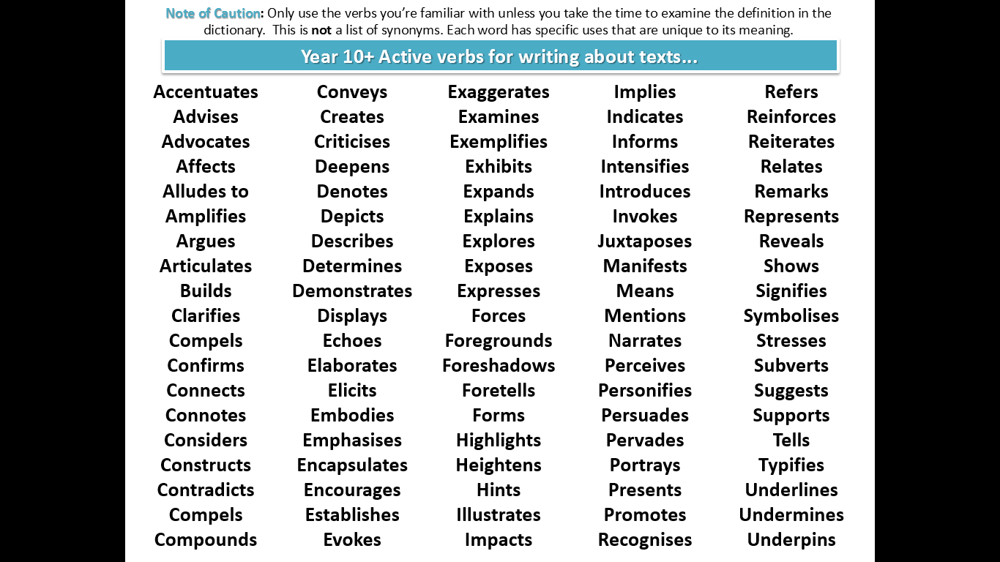 Note of Caution: Only use the verbs you’re familiar with unless you take the time to examine the definition in the
dictionary. This is not a list of synonyms. Each word has specific uses that are unique to its meaning.
Year 10+ Active verbs for writing about texts...
Accentuates Conveys Exaggerates Implies Refers
Advises Creates Examines Indicates Reinforces
Advocates Criticises Exemplifies Informs Reiterates
Affects Deepens Exhibits Intensifies Relates
Alludes to Denotes Expands Introduces Remarks
Amplifies Depicts Explains Invokes Represents
Argues Describes Explores Juxtaposes Reveals
Articulates Determines Exposes Manifests Shows
Builds Demonstrates Expresses Means Signifies
Clarifies Displays Forces Mentions Symbolises
Compels Echoes Foregrounds Narrates Stresses
Confirms Elaborates Foreshadows Perceives Subverts
Connects Elicits Foretells Personifies Suggests
Connotes Embodies Forms Persuades Supports
Considers Emphasises Highlights Pervades Tells
Constructs Encapsulates Heightens Portrays Typifies
Contradicts Encourages Hints Presents Underlines
Compels Establishes Illustrates Promotes Undermines
Compounds Evokes Impacts Recognises Underpins